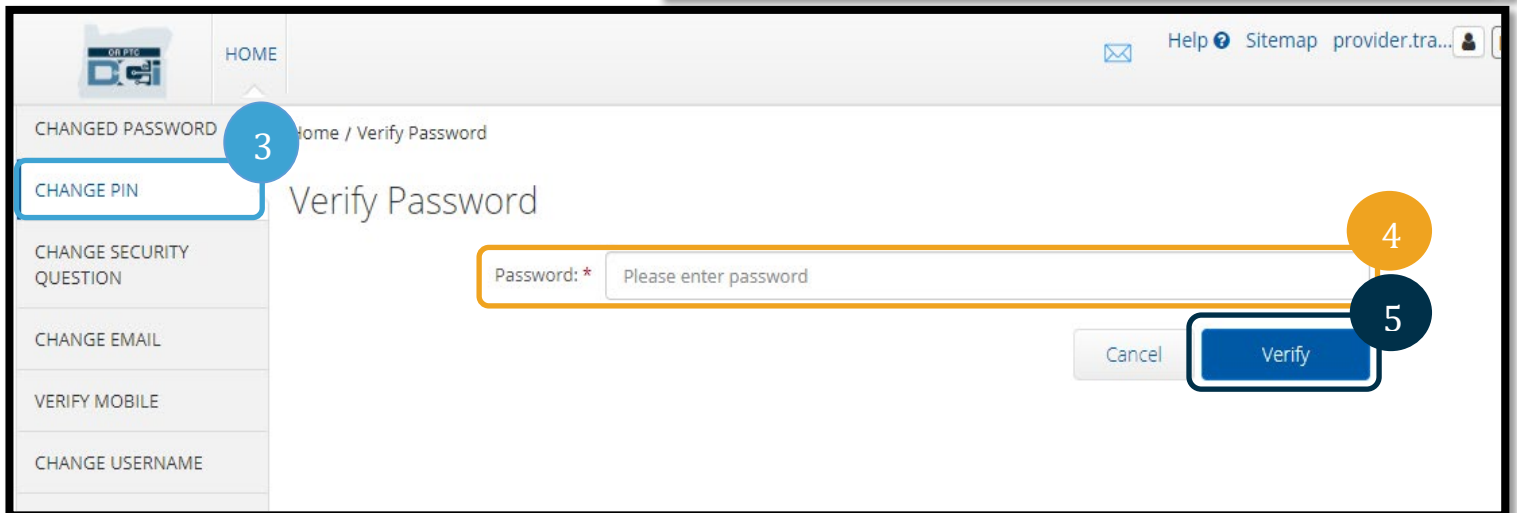 OR PTC
DCi
HOME
Help ? Sitemap provider.tra...
CHANGED PASSWORD
3
Home / Verify Password
CHANGE PIN
Verify Password
4
CHANGE SECURITY
QUESTION
Password: * Please enter password
5
CHANGE EMAIL
Cancel Verify
VERIFY MOBILE
CHANGE USERNAME